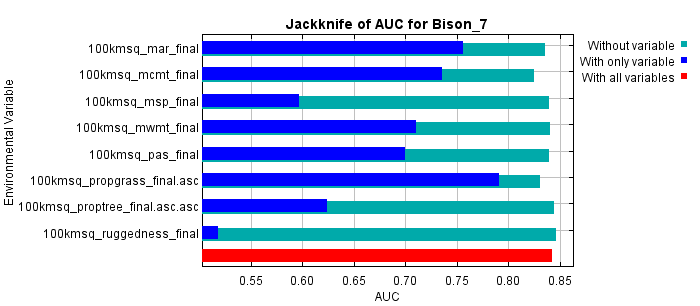 Jackknife of AUC for Bison_7
Environmental Variable
100kmsq_mar_final
100kmsq_mcmt_final
100kmsq_msp_final
100kmsq_mwmt_final
100kmsq_pas_final
100kmsq_propgrass_final.asc
100kmsq_proptree_final.asc.asc
100kmsq_ruggedness_final
0.55 0.60 0.65 0.70 0.75 0.80 0.85
AUC
Without variable
With only variable
With all variables